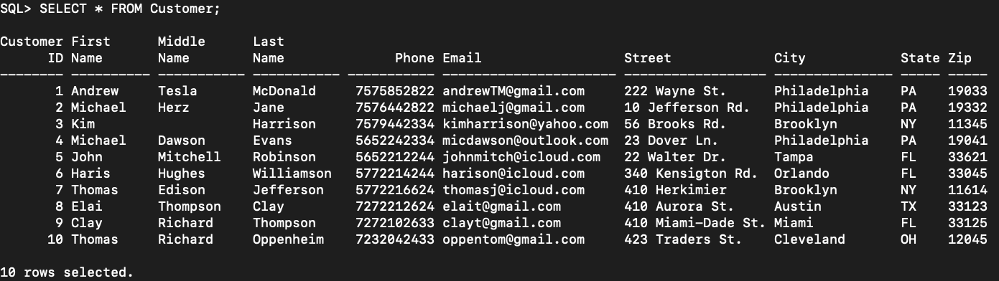 SQL> SELECT * FROM Customer;
Customer First      Middle      Last
      ID Name       Name        Name              Phone Email                  Street             City            State Zip
-------- ---------- ----------- ----------- ----------- ---------------------- ------------------ --------------- ----- -----
       1 Andrew     Tesla       McDonald     7575852822 andrewTM@gmail.com     222 Wayne St.      Philadelphia    PA    19033
       2 Michael    Herz        Jane         7576442822 michaelj@gmail.com     10 Jefferson Rd.   Philadelphia    PA    19332
       3 Kim                    Harrison     7579442334 kimharrison@yahoo.com  56 Brooks Rd.      Brooklyn        NY    11345
       4 Michael    Dawson      Evans        5652242334 micdawson@outlook.com  23 Dover Ln.       Philadelphia    PA    19041
       5 John       Mitchell    Robinson     5652212244 johnmitch@icloud.com   22 Walter Dr.      Tampa           FL    33621
       6 Haris      Hughes      Williamson   5772214244 harison@icloud.com     340 Kensigton Rd.  Orlando         FL    33045
       7 Thomas     Edison      Jefferson    5772216624 thomasj@icloud.com     410 Herkimier      Brooklyn        NY    11614
       8 Elai       Thompson    Clay         7272212624 elait@gmail.com        410 Aurora St.     Austin          TX    33123
       9 Clay       Richard     Thompson     7272102633 clayt@gmail.com        410 Miami-Dade St. Miami           FL    33125
      10 Thomas     Richard     Oppenheim    7232042433 oppentom@gmail.com     423 Traders St.    Cleveland       OH    12045
10 rows selected.